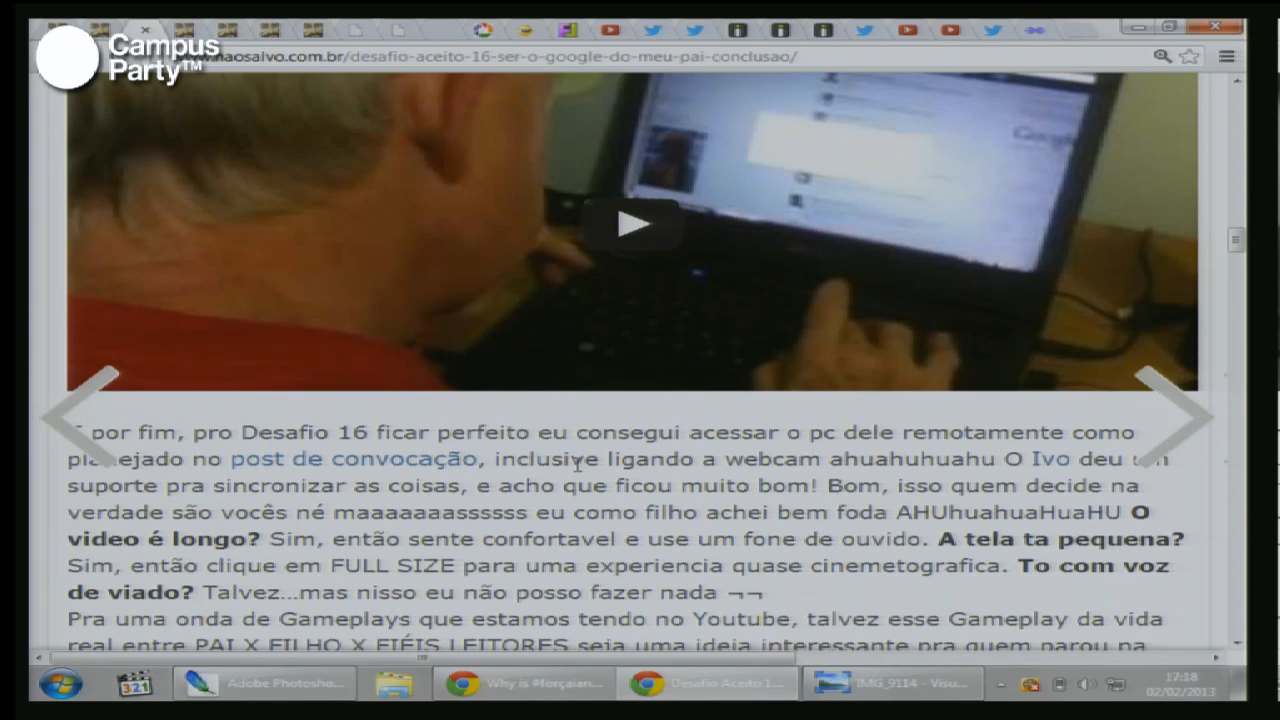 Campus
Party™
naosalvo.com.br/desafio-aceito-16-ser-o-google-do-meu-pai-conclusao/
Google
por fim, pro Desafio 16 ficar perfeito eu consegui acessar o pc dele remotamente como
planejado no post de convocação, inclusive ligando a webcam ahuahuhuahu O Ivo deu um
suporte pra sincronizar as coisas, e acho que ficou muito bom! Bom, isso quem decide na
verdade são vocês né maaaaaaassssss eu como filho achei bem foda AHUhuahuaHuaHU O
video é longo? Sim, então sente confortavel e use um fone de ouvido. A tela ta pequena?
Sim, então clique em FULL SIZE para uma experiencia quase cinemetografica. To com voz
de viado? Talvez...mas nisso eu não posso fazer nada ¬¬
Pra uma onda de Gameplays que estamos tendo no Youtube, talvez esse Gameplay da vida
real entre PAI X FILHO X FIÉIS LEITORES seja uma ideia interessante pra quem parou na
321
Adobe Photosho...
Why is #forçaian...
Desafio Aceito 1...
IMG_9114 - Visu...
17:18
02/02/2013